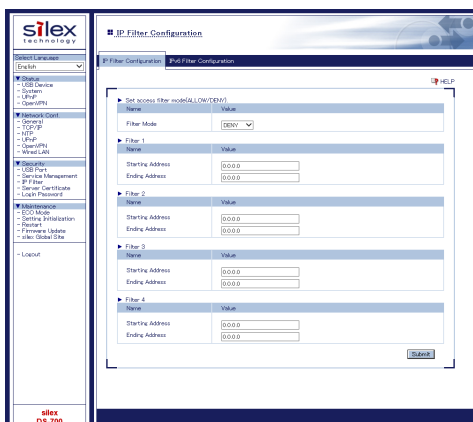 silex
technology
Select Language
English
▼ Status
- USB Device
- System
- UPnP
- OpenVPN
▼ Network Conf.
- General
- TCP/IP
- NTP
- UPnP
- OpenVPN
- Wired LAN
▼ Security
- USB Port
- Service Management
- IP Filter
- Server Certificate
- Login Password
▼ Maintenance
- ECO Mode
- Setting Initialization
- Restart
- Firmware Update
- silex Global Site
- Logout
silex
DS-700
IP Filter Configuration
IP Filter Configuration IPv6 Filter Configuration
HELP
Set access filter mode(ALLOW/DENY).
Name Value
Filter Mode DENY
Filter 1
Name Value
Starting Address 0.0.0.0
Ending Address 0.0.0.0
Filter 2
Name Value
Starting Address 0.0.0.0
Ending Address 0.0.0.0
Filter 3
Name Value
Starting Address 0.0.0.0
Ending Address 0.0.0.0
Filter 4
Name Value
Starting Address 0.0.0.0
Ending Address 0.0.0.0
Submit